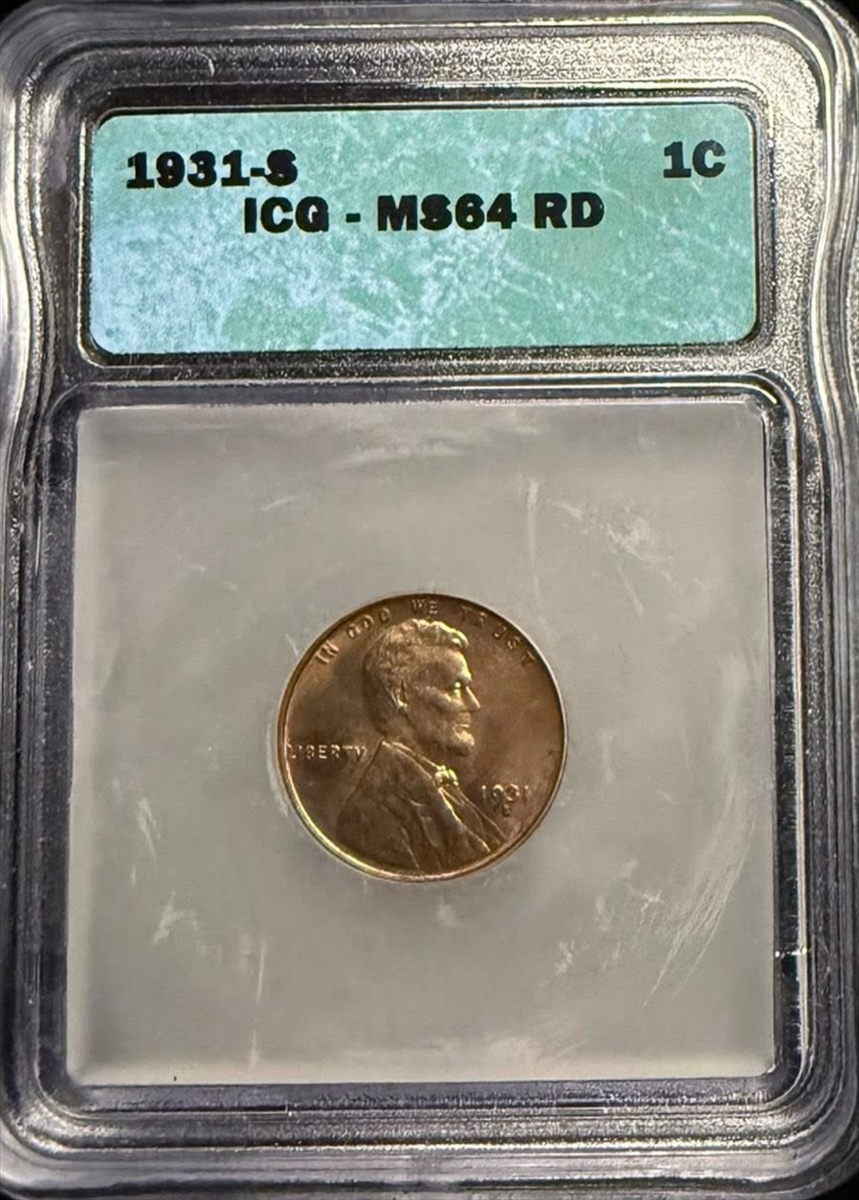 1931-S 1C
ICG - MS64 RD
IN GOD WE TRUST
LIBERTY
1931
S